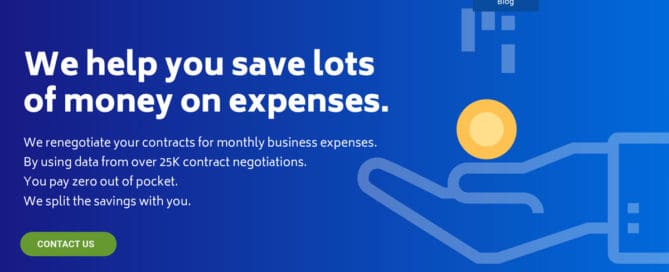 Blog
We help you save lots
of money on expenses.
We renegotiate your contracts for monthly business expenses.
By using data from over 25K contract negotiations.
You pay zero out of pocket.
We split the savings with you.
CONTACT US